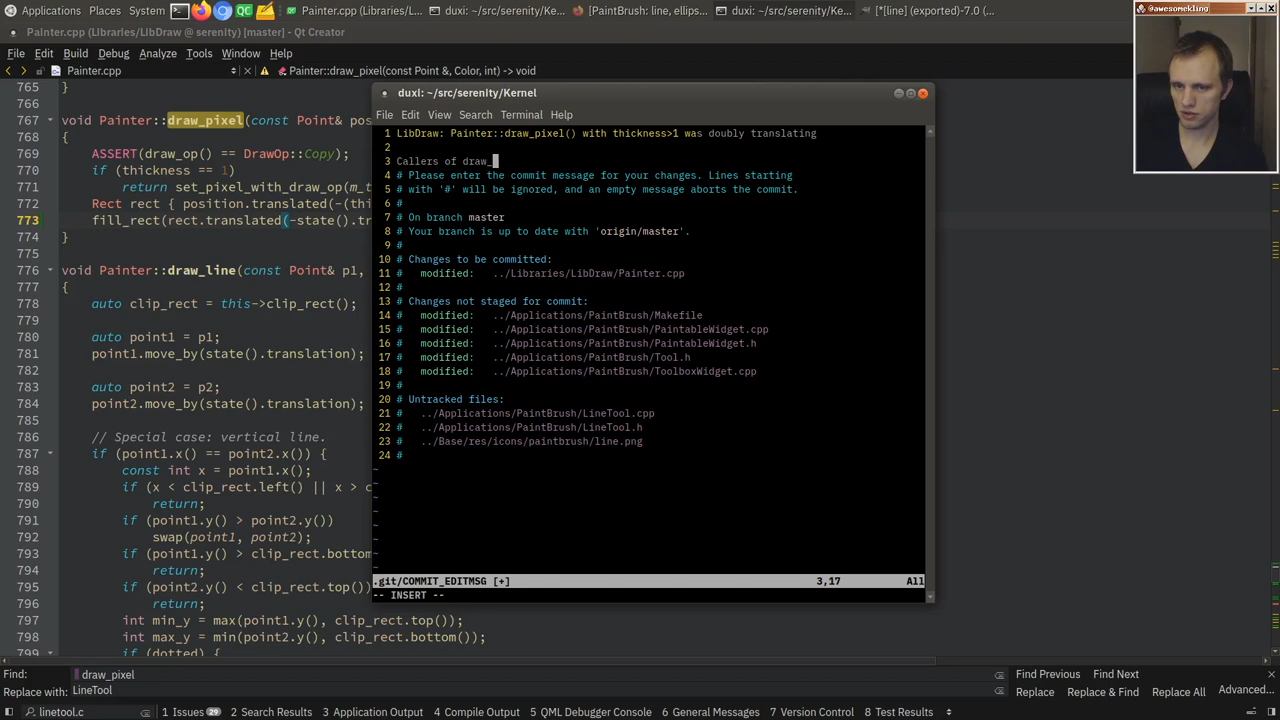 Applications Places System Painter.cpp (Libraries/L... duxi: ~/src/serenity/Ke... [PaintBrush: line, ellips... duxi: ~/src/serenity/Ke... [*[line] (exported)-7.0 (...
@awesomekling
Painter.cpp (Libraries/LibDraw @ serenity) [master] - Qt Creator
File Edit Build Debug Analyze Tools Window Help
Painter.cpp Painter::draw_pixel(const Point &, Color, int) -> void
765 }
766
767 void Painter::draw_pixel(const Point& pos
768 {
769 ASSERT(draw_op() == DrawOp::Copy);
770 if (thickness == 1)
771 return set_pixel_with_draw_op(m_t
772 Rect rect { position.translated(-(thi
773 fill_rect(rect.translated(-state().tr
774 }
775
776 void Painter::draw_line(const Point& p1,
777 {
778 auto clip_rect = this->clip_rect();
779
780 auto point1 = p1;
781 point1.move_by(state().translation);
782
783 auto point2 = p2;
784 point2.move_by(state().translation);
785
786 // Special case: vertical line.
787 if (point1.x() == point2.x()) {
788 const int x = point1.x();
789 if (x < clip_rect.left() || x > c
790 return;
791 if (point1.y() > point2.y())
792 swap(point1, point2);
793 if (point1.y() > clip_rect.bottom
794 return;
795 if (point2.y() < clip_rect.top())
796 return;
797 int min_y = max(point1.y(), clip_rect.top());
798 int max_y = min(point2.y(), clip_rect.bottom());
799 if (dotted) {
duxi: ~/src/serenity/Kernel
File Edit View Search Terminal Help
1 LibDraw: Painter::draw_pixel() with thickness>1 was doubly translating
2
3 Callers of draw_
4 # Please enter the commit message for your changes. Lines starting
5 # with '#' will be ignored, and an empty message aborts the commit.
6 #
7 # On branch master
8 # Your branch is up to date with 'origin/master'.
9 #
10 # Changes to be committed:
11 # modified: ../Libraries/LibDraw/Painter.cpp
12 #
13 # Changes not staged for commit:
14 # modified: ../Applications/PaintBrush/Makefile
15 # modified: ../Applications/PaintBrush/PaintableWidget.cpp
16 # modified: ../Applications/PaintBrush/PaintableWidget.h
17 # modified: ../Applications/PaintBrush/Tool.h
18 # modified: ../Applications/PaintBrush/ToolboxWidget.cpp
19 #
20 # Untracked files:
21 # ../Applications/PaintBrush/LineTool.cpp
22 # ../Applications/PaintBrush/LineTool.h
23 # ../Base/res/icons/paintbrush/line.png
24 #
~
~
~
~
~
~
~
~
.git/COMMIT_EDITMSG [+] 3,17 All
-- INSERT --
Find: draw_pixel Find Previous Find Next
Replace with: LineTool Replace Replace & Find Replace All Advanced...
linetool.c 1 Issues 29 2 Search Results 3 Application Output 4 Compile Output 5 QML Debugger Console 6 General Messages 7 Version Control 8 Test Results